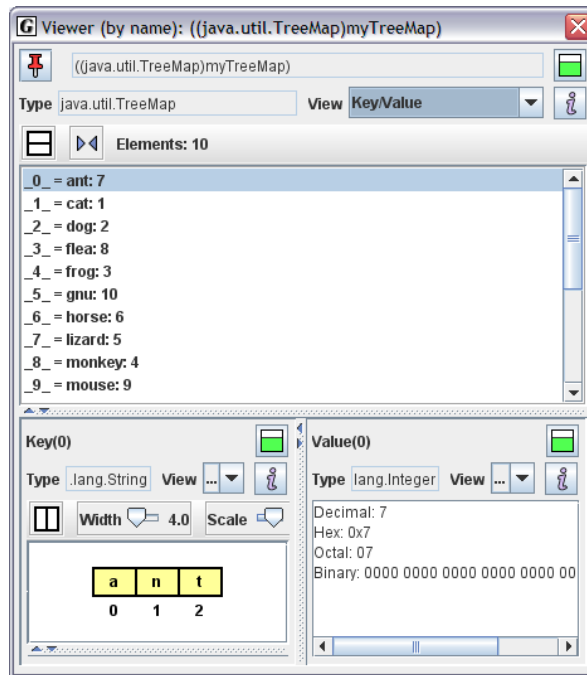 G Viewer (by name): ((java.util.TreeMap)myTreeMap)
((java.util.TreeMap)myTreeMap)
Type java.util.TreeMap View Key/Value i
Elements: 10
_0_ = ant: 7
_1_ = cat: 1
_2_ = dog: 2
_3_ = flea: 8
_4_ = frog: 3
_5_ = gnu: 10
_6_ = horse: 6
_7_ = lizard: 5
_8_ = monkey: 4
_9_ = mouse: 9
Key(0)
Type .lang.String View ... i
Width 4.0 Scale
a n t
0 1 2
Value(0)
Type lang.Integer View ... i
Decimal: 7
Hex: 0x7
Octal: 07
Binary: 0000 0000 0000 0000 0000 00